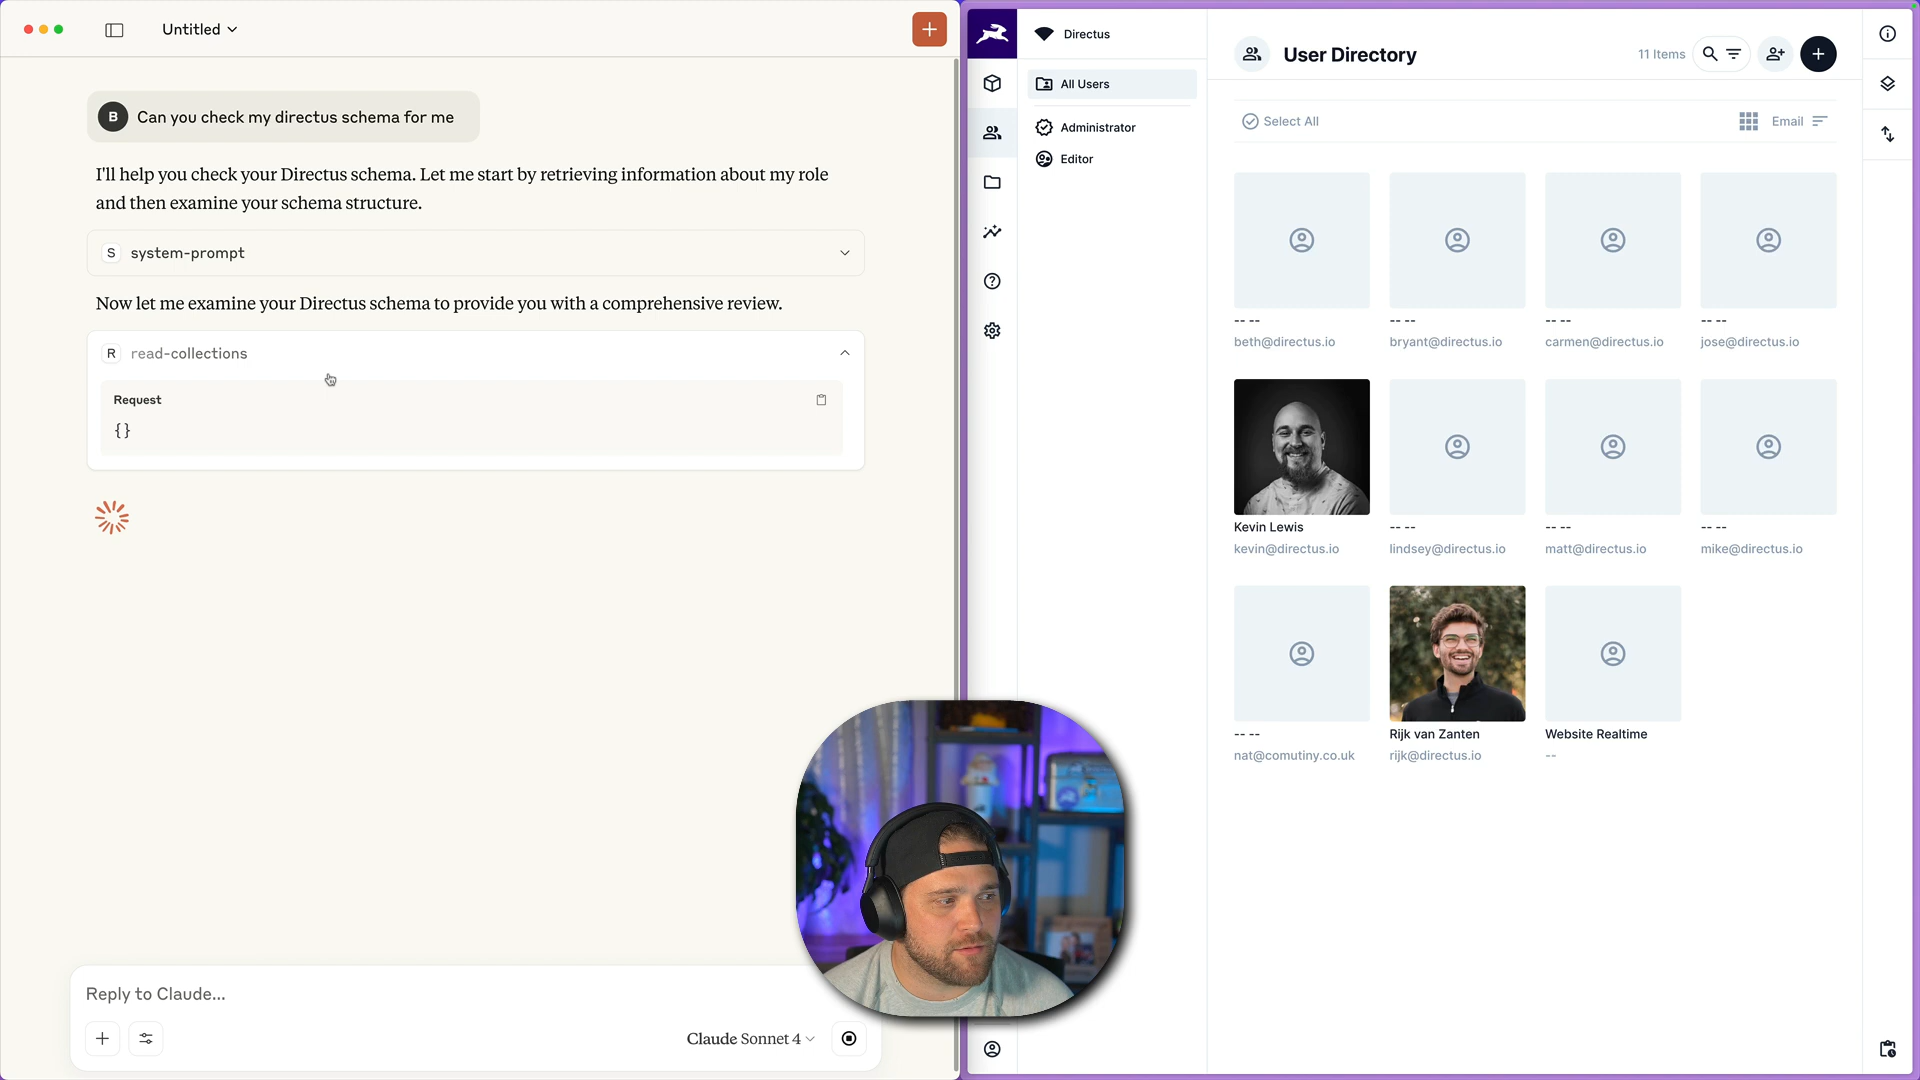 Untitled
B
Can you check my directus schema for me
I'll help you check your Directus schema. Let me start by retrieving information about my role
and then examine your schema structure.
S
system-prompt
Now let me examine your Directus schema to provide you with a comprehensive review.
R
read-collections
Request
{}
Reply to Claude...
Claude Sonnet 4
Directus
All Users
Administrator
Editor
User Directory
11 Items
Select All
Email
-- --
beth@directus.io
-- --
bryant@directus.io
-- --
carmen@directus.io
-- --
jose@directus.io
Kevin Lewis
kevin@directus.io
-- --
lindsey@directus.io
-- --
matt@directus.io
-- --
mike@directus.io
-- --
nat@comutiny.co.uk
Rijk van Zanten
rijk@directus.io
Website Realtime
--